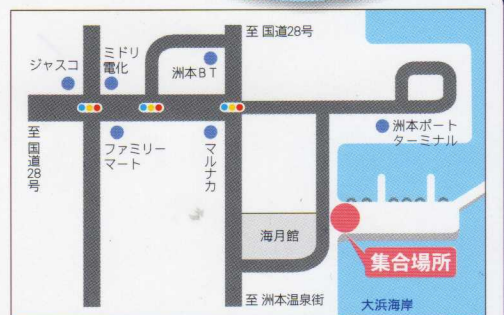 至 国道28号
ミドリ
電化
ジャスコ
洲本BT
洲本ポート
ターミナル
至 国道28号
ファミリー
マート
マルナカ
海月館
集合場所
至 洲本温泉街
大浜海岸